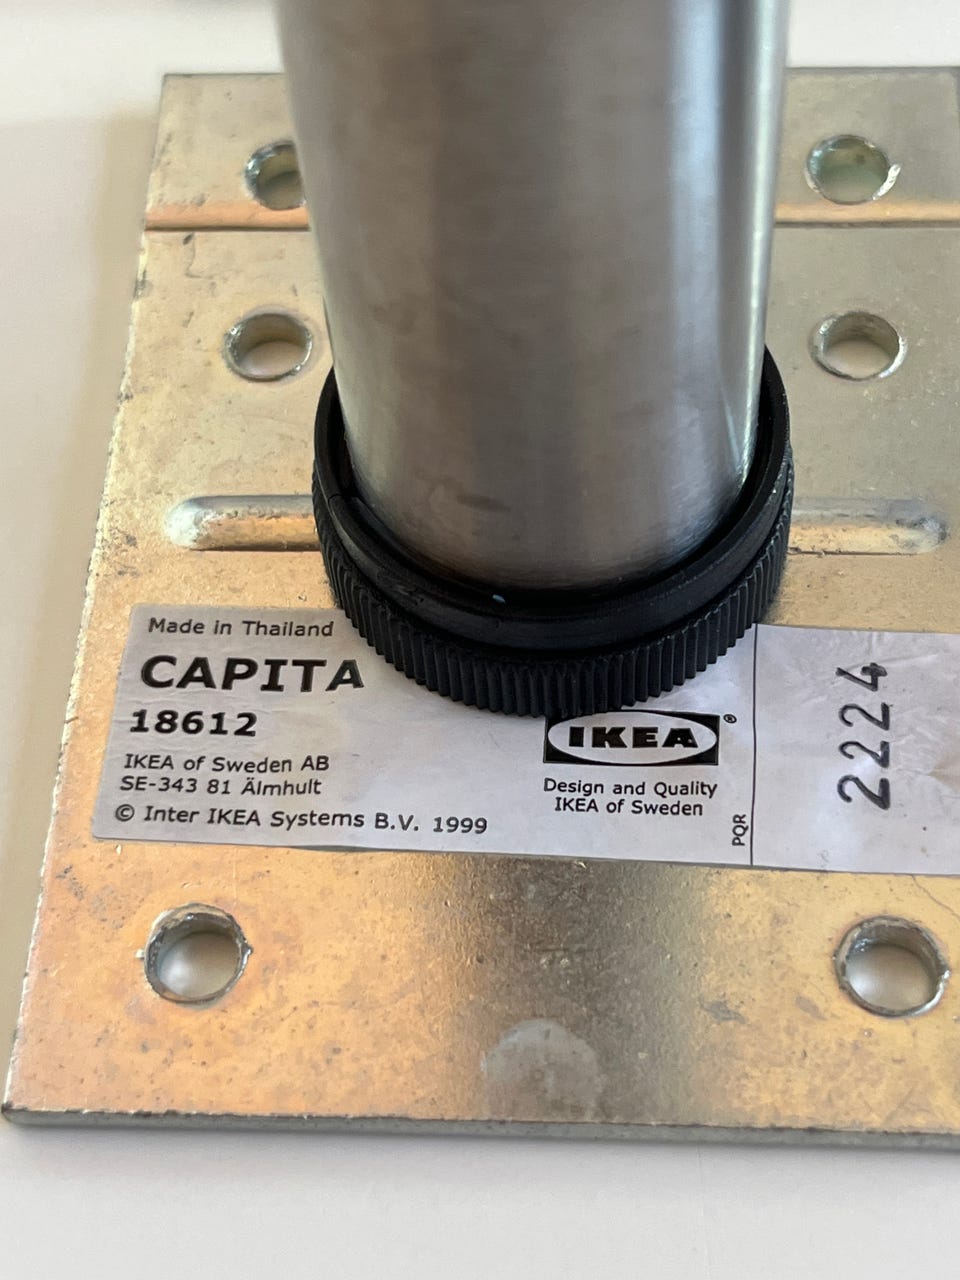 Made in Thailand
CAPITA
18612
IKEA of Sweden AB
SE-343 81 Älmhult
© Inter IKEA Systems B.V. 1999
IKEA®
Design and Quality
IKEA of Sweden
PQR
2224